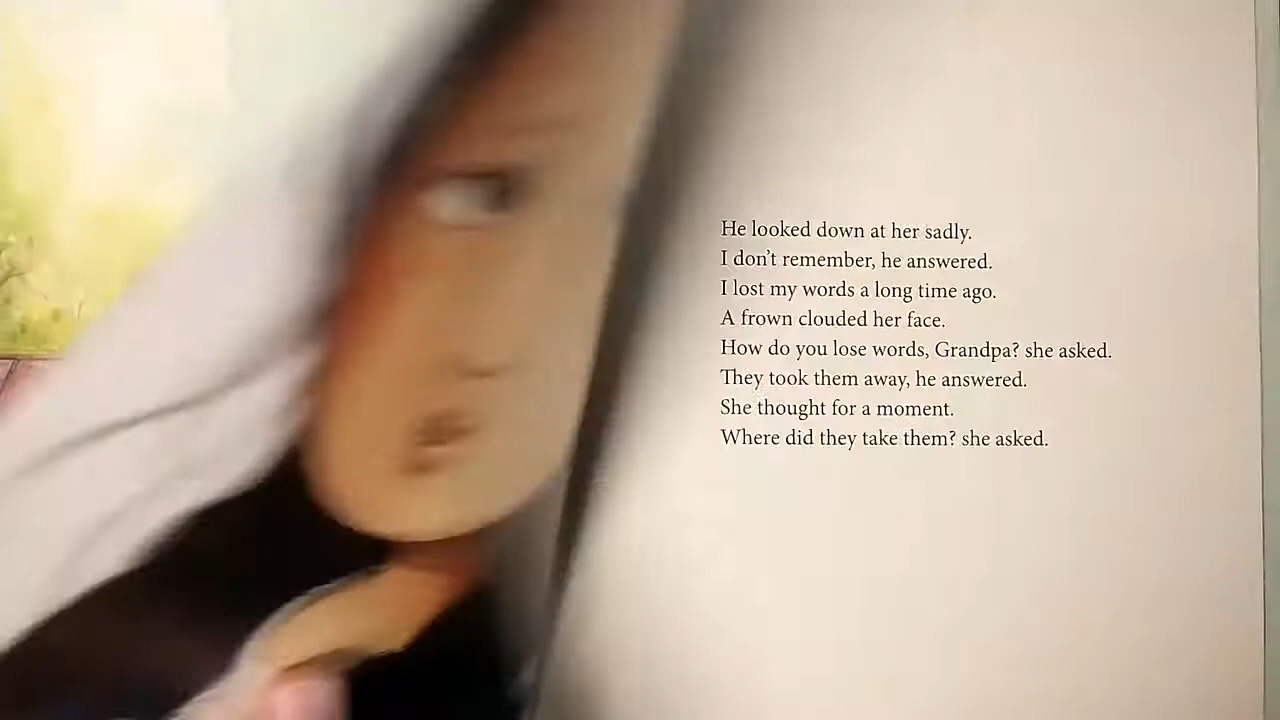 He looked down at her sadly.
I don't remember, he answered.
I lost my words a long time ago.
A frown clouded her face.
How do you lose words, Grandpa? she asked.
They took them away, he answered.
She thought for a moment.
Where did they take them? she asked.